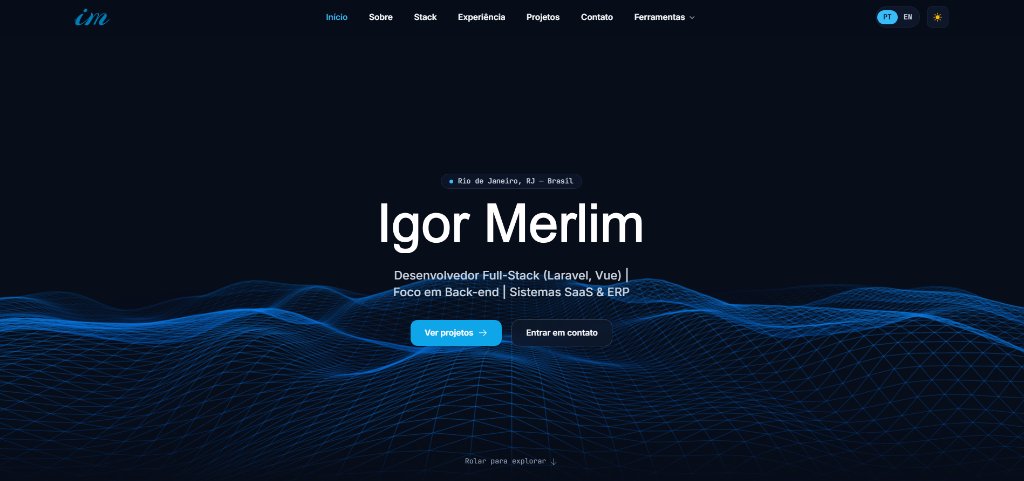 im
Início
Sobre
Stack
Experiência
Projetos
Contato
Ferramentas
PT
EN
Rio de Janeiro, RJ — Brasil
Igor Merlim
Desenvolvedor Full-Stack (Laravel, Vue) |
Foco em Back-end | Sistemas SaaS & ERP
Ver projetos →
Entrar em contato
Rolar para explorar ↓